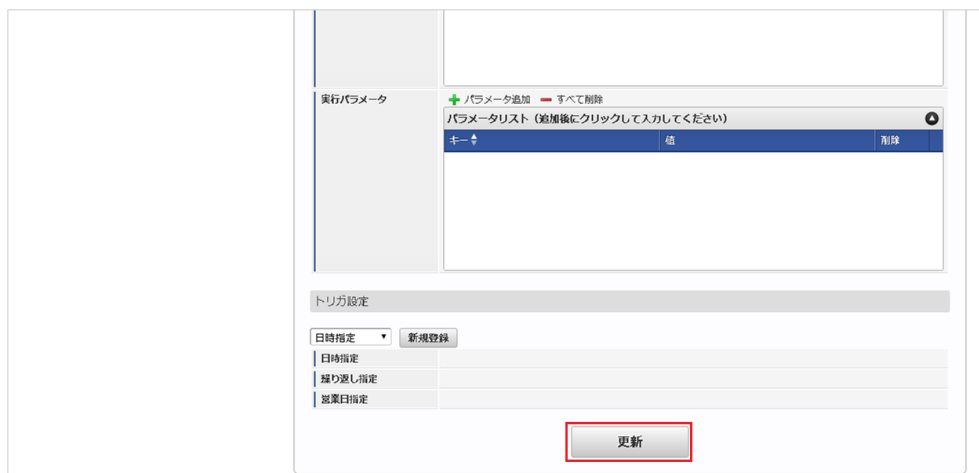 実行パラメータ
パラメータ追加 すべて削除
パラメータリスト（追加後にクリックして入力してください）
キー 値 削除
トリガ設定
日時指定 新規登録
日時指定
繰り返し指定
営業日指定
更新